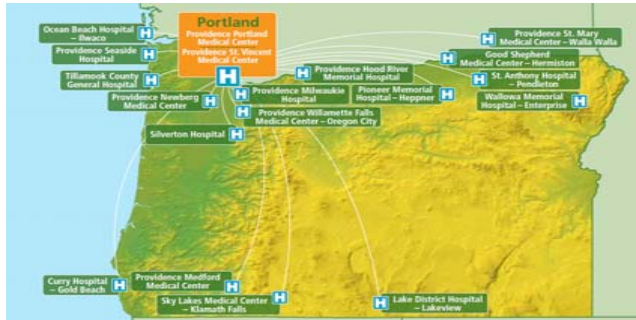 Portland
Providence Portland
Medical Center
Providence St. Vincent
Medical Center
H
Ocean Beach Hospital
– Ilwaco
H
Providence Seaside
Hospital
H
Tillamook County
General Hospital
H
Providence Newberg
Medical Center
H
Silverton Hospital
H
Providence Hood River
Memorial Hospital
H
Providence Milwaukie
Hospital
H
Providence Willamette Falls
Medical Center – Oregon City
H
Pioneer Memorial
Hospital – Heppner
H
Providence St. Mary
Medical Center – Walla Walla
H
Good Shepherd
Medical Center – Hermiston
H
St. Anthony Hospital –
Pendleton
H
Wallowa Memorial
Hospital – Enterprise
H
Curry Hospital
– Gold Beach
H
Providence Medford
Medical Center
H
Sky Lakes Medical Center
– Klamath Falls
H
Lake District Hospital
– Lakeview
H